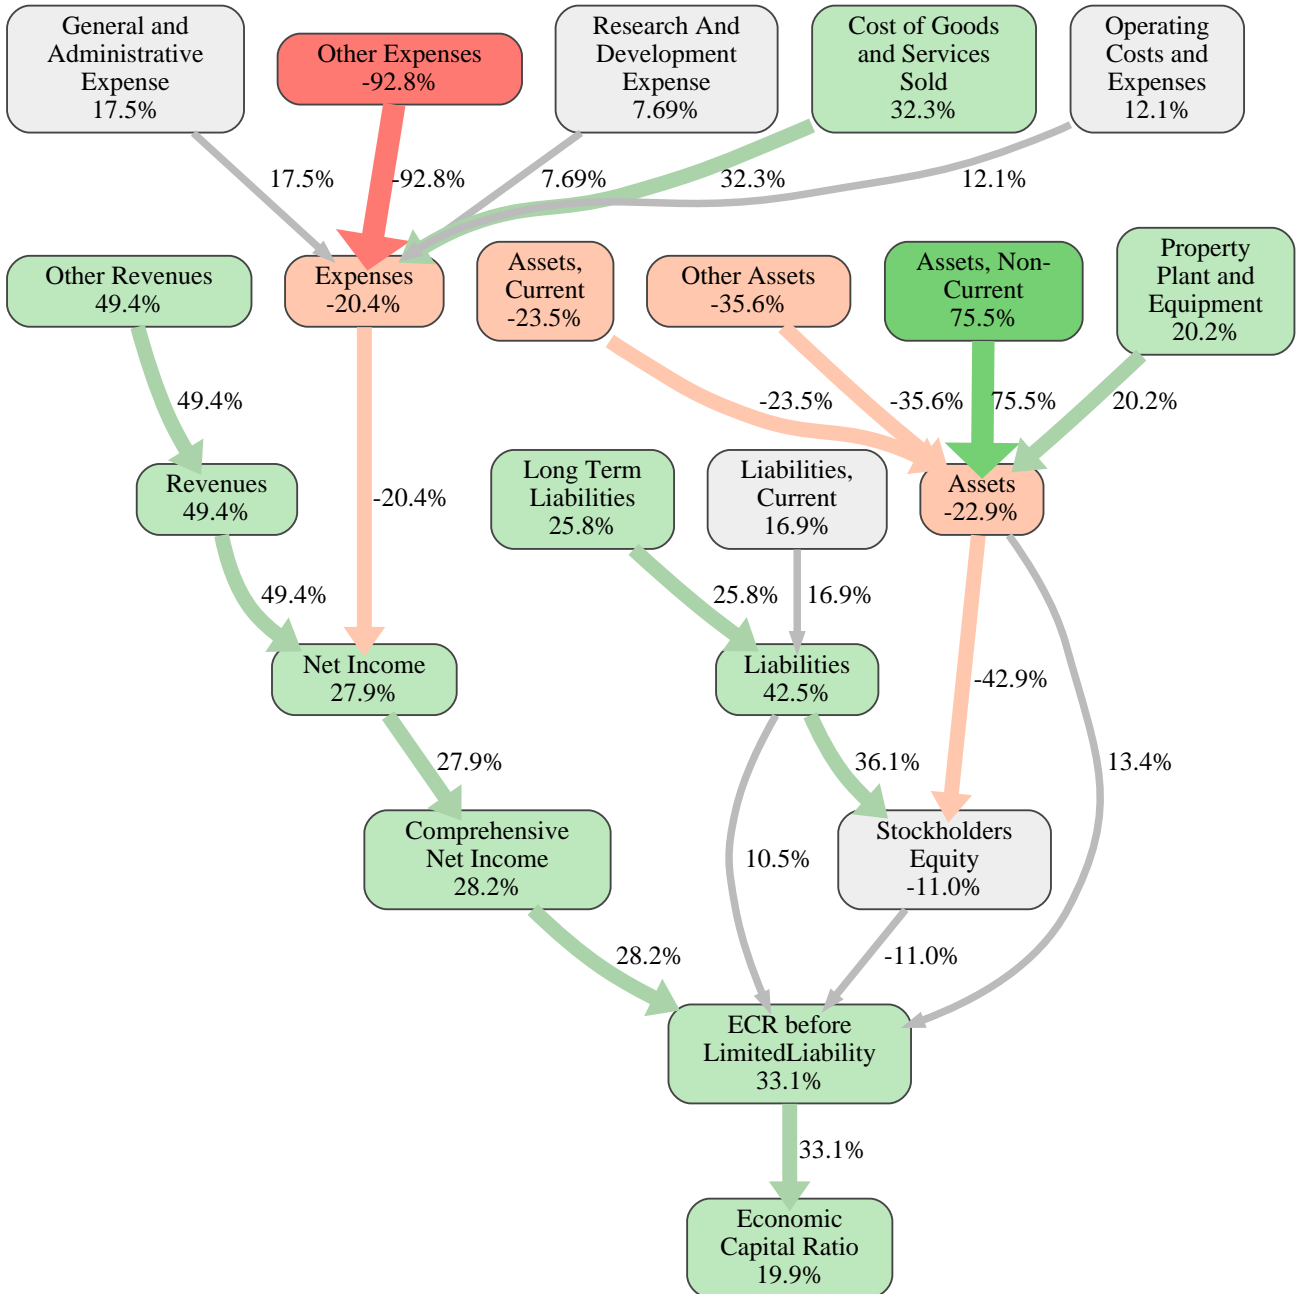 General and
Administrative
Expense
17.5%
Other Expenses
-92.8%
Research And
Development
Expense
7.69%
Cost of Goods
and Services
Sold
32.3%
Operating
Costs and
Expenses
12.1%
17.5%
-92.8%
7.69%
32.3%
12.1%
Other Revenues
49.4%
Expenses
-20.4%
Assets,
Current
-23.5%
Other Assets
-35.6%
Assets, Non-
Current
75.5%
Property
Plant and
Equipment
20.2%
49.4%
-23.5%
-35.6%
75.5%
20.2%
Revenues
49.4%
-20.4%
Long Term
Liabilities
25.8%
Liabilities,
Current
16.9%
Assets
-22.9%
49.4%
25.8%
16.9%
Net Income
27.9%
Liabilities
42.5%
-42.9%
27.9%
36.1%
13.4%
Comprehensive
Net Income
28.2%
10.5%
Stockholders
Equity
-11.0%
28.2%
-11.0%
ECR before
LimitedLiability
33.1%
33.1%
Economic
Capital Ratio
19.9%